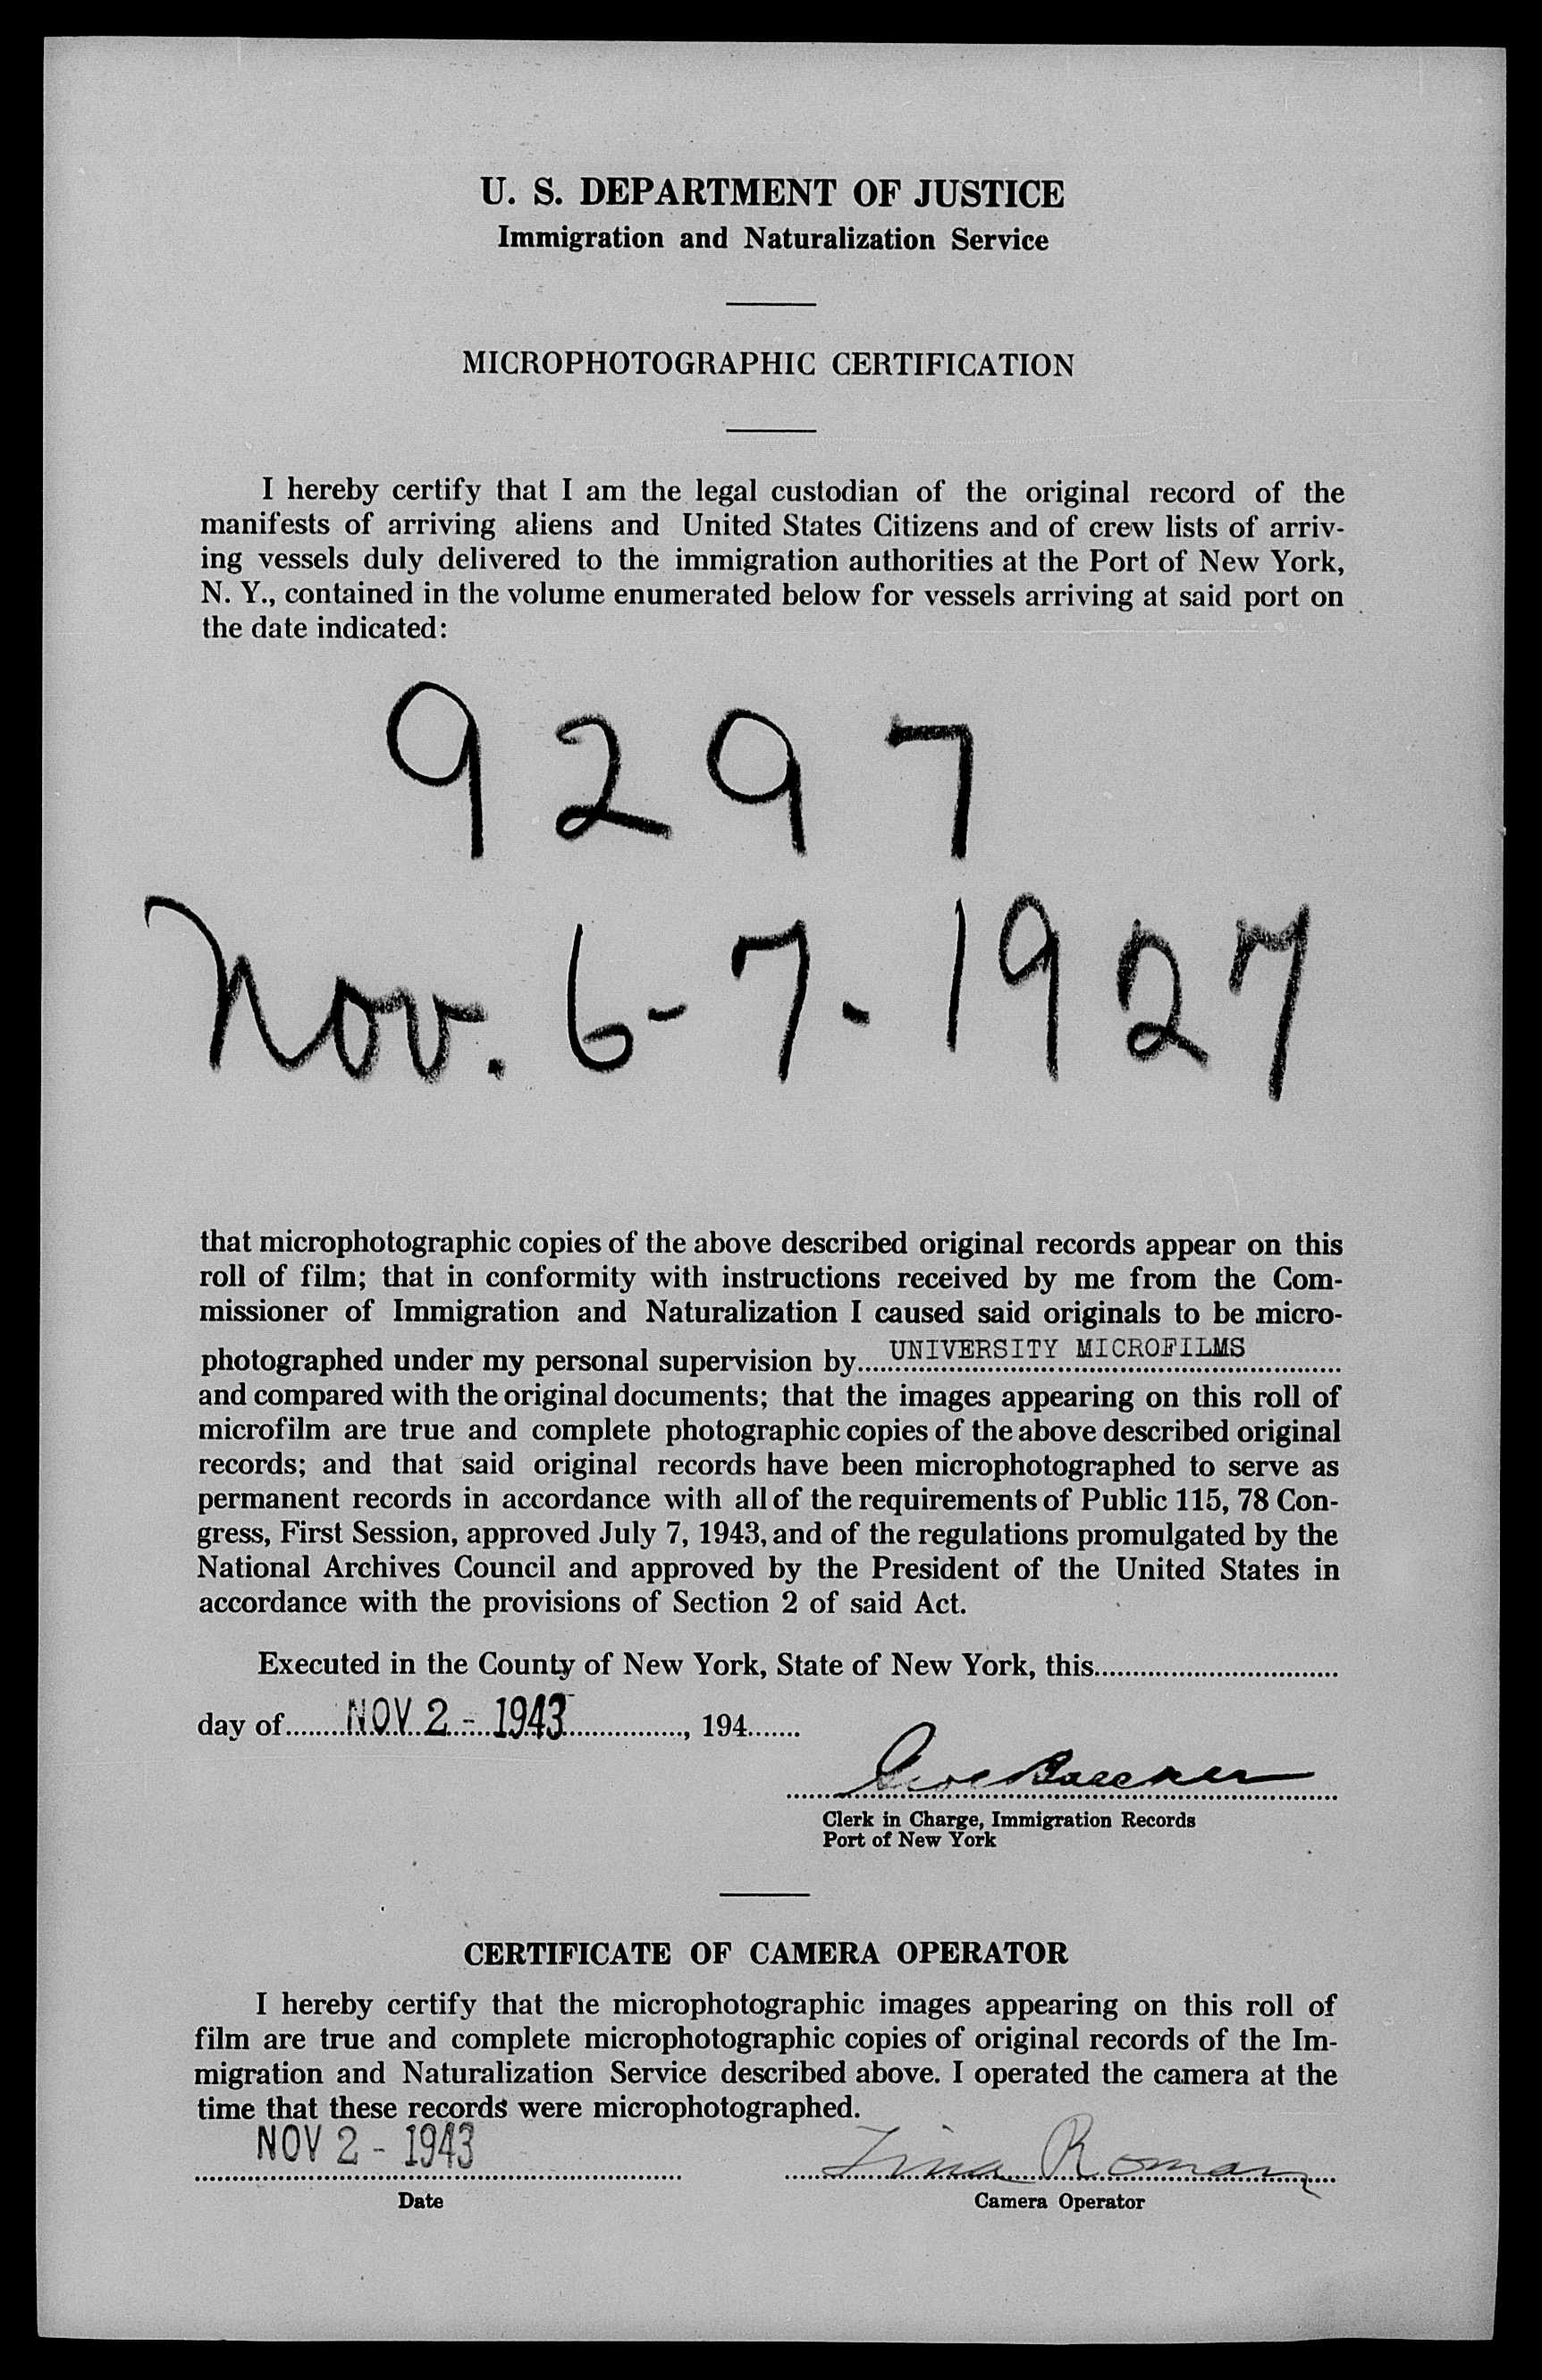 U. S. DEPARTMENT OF JUSTICE
Immigration and Naturalization Service
MICROPHOTOGRAPHIC CERTIFICATION
I hereby certify that I am the legal custodian of the original record of the
manifests of arriving aliens and United States Citizens and of crew lists of arriv-
ing vessels duly delivered to the immigration authorities at the Port of New York,
N. Y., contained in the volume enumerated below for vessels arriving at said port on
the date indicated:
9297
Nov. 6-7-1927
that microphotographic copies of the above described original records appear on this
roll of film; that in conformity with instructions received by me from the Com-
missioner of Immigration and Naturalization I caused said originals to be micro-
photographed under my personal supervision by UNIVERSITY MICROFILMS
and compared with the original documents; that the images appearing on this roll of
microfilm are true and complete photographic copies of the above described original
records; and that said original records have been microphotographed to serve as
permanent records in accordance with all of the requirements of Public 115, 78 Con-
gress, First Session, approved July 7, 1943, and of the regulations promulgated by the
National Archives Council and approved by the President of the United States in
accordance with the provisions of Section 2 of said Act.
Executed in the County of New York, State of New York, this
day of NOV 2 - 1943, 194
Clerk in Charge, Immigration Records
Port of New York
CERTIFICATE OF CAMERA OPERATOR
I hereby certify that the microphotographic images appearing on this roll of
film are true and complete microphotographic copies of original records of the Im-
migration and Naturalization Service described above. I operated the camera at the
time that these records were microphotographed.
NOV 2 - 1943 Roman
Date Camera Operator